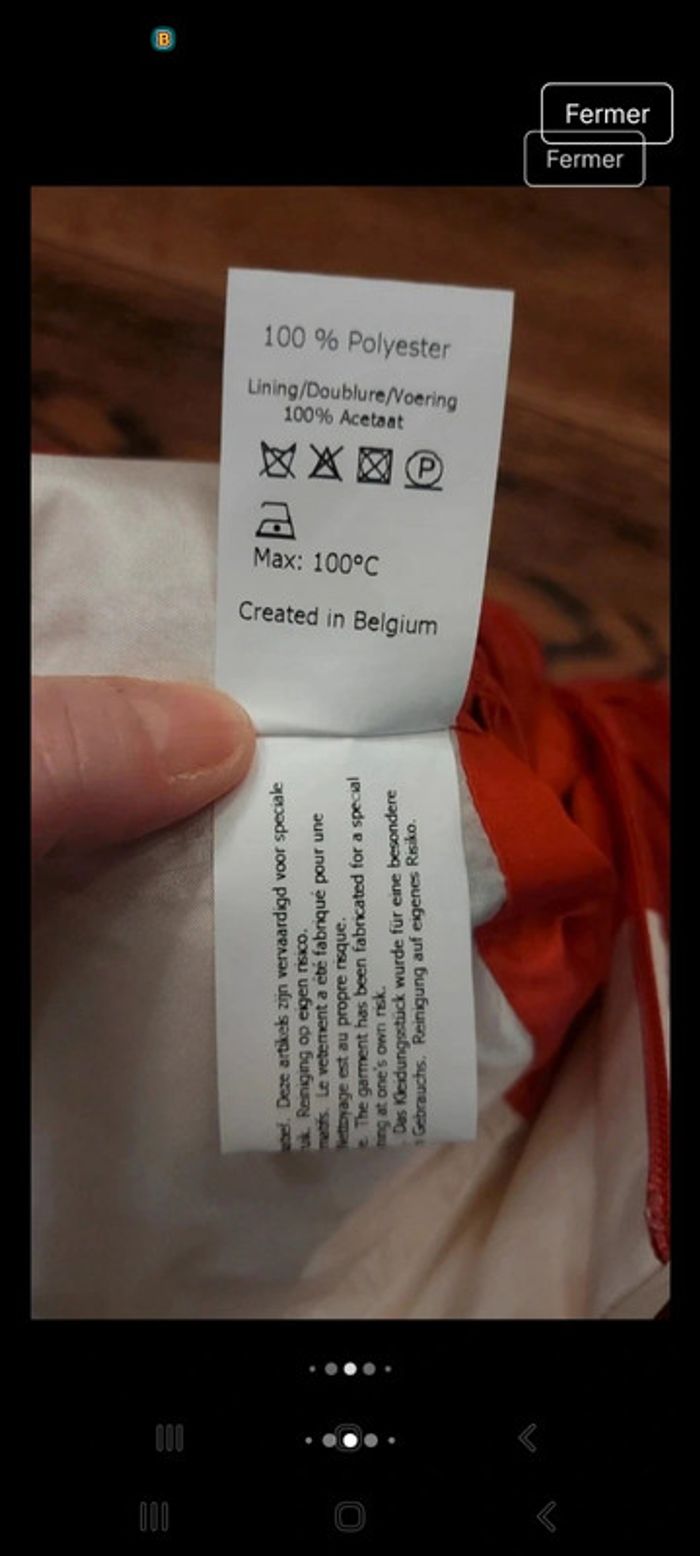 B
Fermer
Fermer
100 % Polyester
Lining/Doublure/Voering
100% Acetaat
P
Max: 100°C
Created in Belgium
Deze artikels zijn vervaardigd voor speciale
Reiniging op eigen risico.
Le vetement a été fabriqué pour une
Nettoyage est au propre risque.
The garment has been fabricated for a special
at one's own risk.
Das Kleidungsstück wurde für eine besondere
Gebrauchs. Reinigung auf eigenes Risiko.